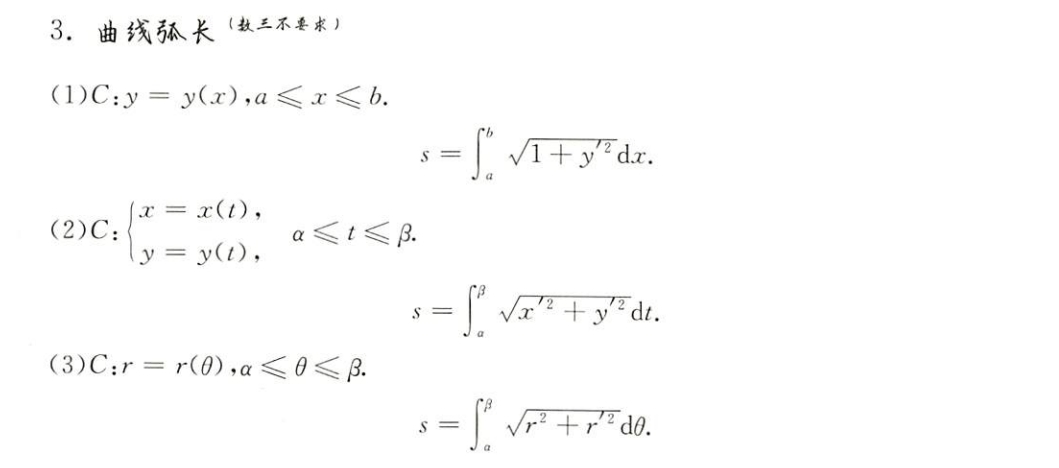 3. 曲线弧长（数三不要求）
(1)C:y = y(x),a ⩽ x ⩽ b.
s = ∫_a^b √(1 + y′²) dx.
(2)C:{x = x(t), y = y(t), α ⩽ t ⩽ β.
s = ∫_α^β √(x′² + y′²) dt.
(3)C:r = r(θ),α ⩽ θ ⩽ β.
s = ∫_α^β √(r² + r′²) dθ.